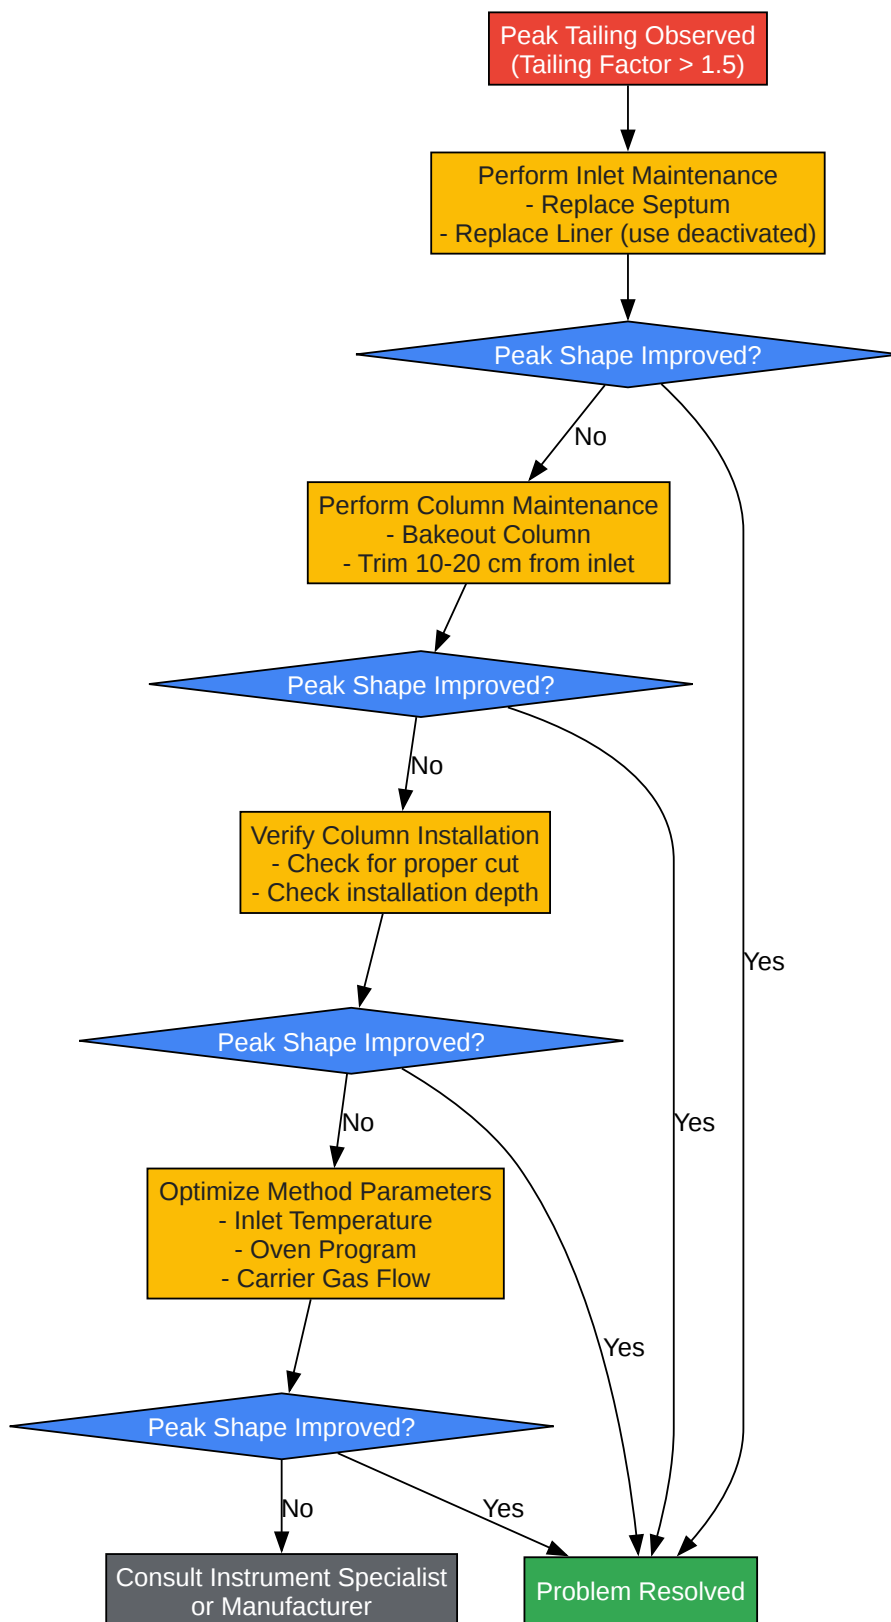 Peak Tailing Observed
(Tailing Factor > 1.5)
Perform Inlet Maintenance
- Replace Septum
- Replace Liner (use deactivated)
Peak Shape Improved?
No
Perform Column Maintenance
- Bakeout Column
- Trim 10-20 cm from inlet
Peak Shape Improved?
No
Verify Column Installation
- Check for proper cut
- Check installation depth
Yes
Peak Shape Improved?
No
Yes
Optimize Method Parameters
- Inlet Temperature
- Oven Program
- Carrier Gas Flow
Yes
Peak Shape Improved?
No
Yes
Consult Instrument Specialist
or Manufacturer
Problem Resolved